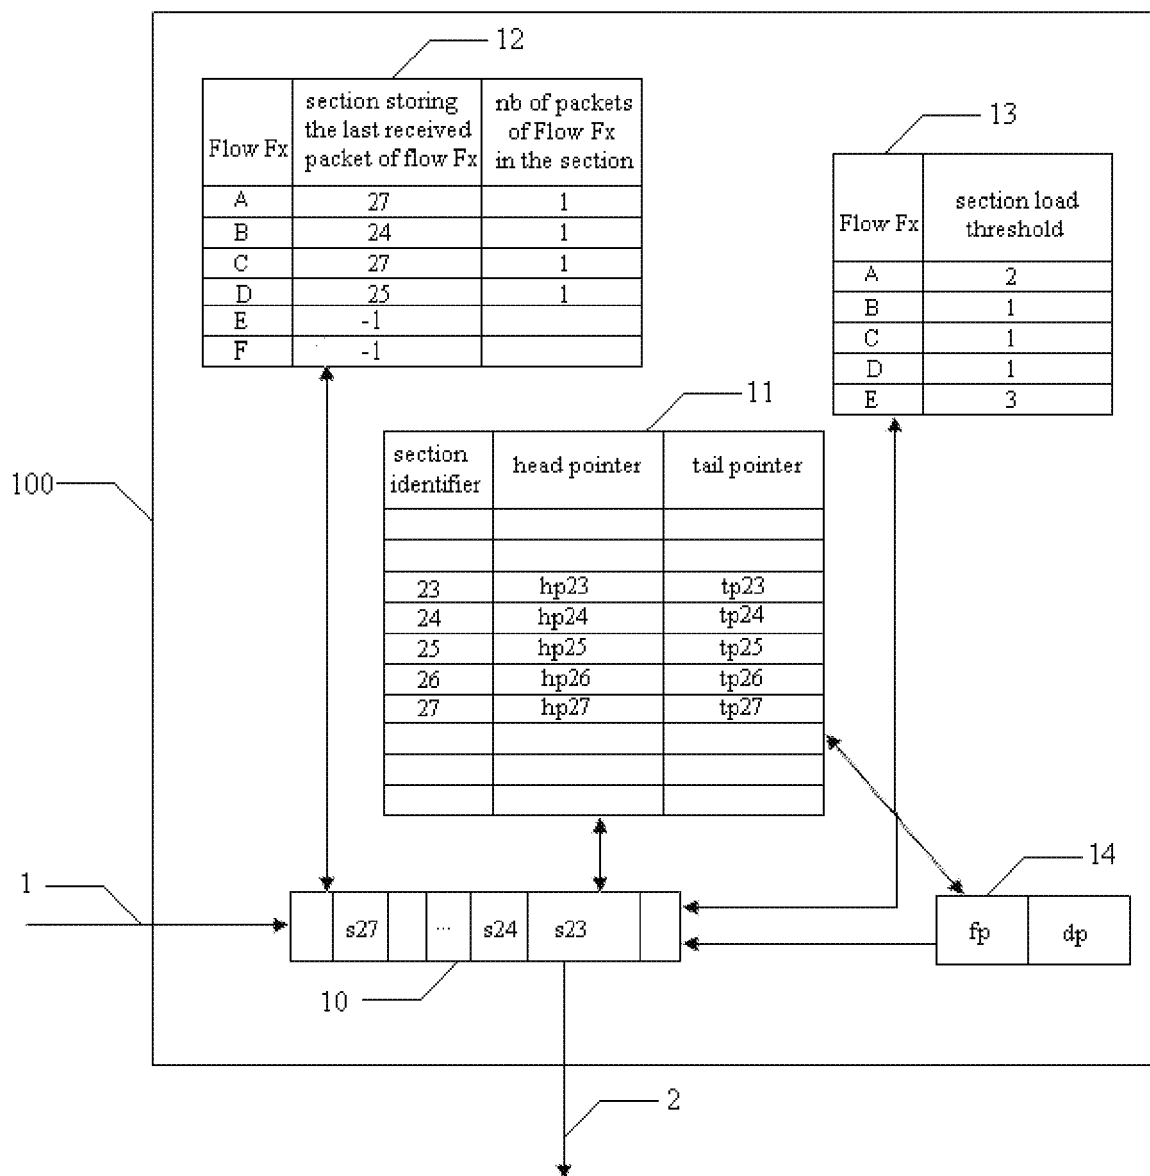 12
Flow Fx
section storing
the last received
packet of flow Fx
nb of packets
of Flow Fx
in the section
A 27 1
B 24 1
C 27 1
D 25 1
E -1
F -1
13
Flow Fx
section load
threshold
A 2
B 1
C 1
D 1
E 3
11
section
identifier
head pointer
tail pointer
23 hp23 tp23
24 hp24 tp24
25 hp25 tp25
26 hp26 tp26
27 hp27 tp27
100
1
s27 ... s24 s23
10
14
fp dp
2